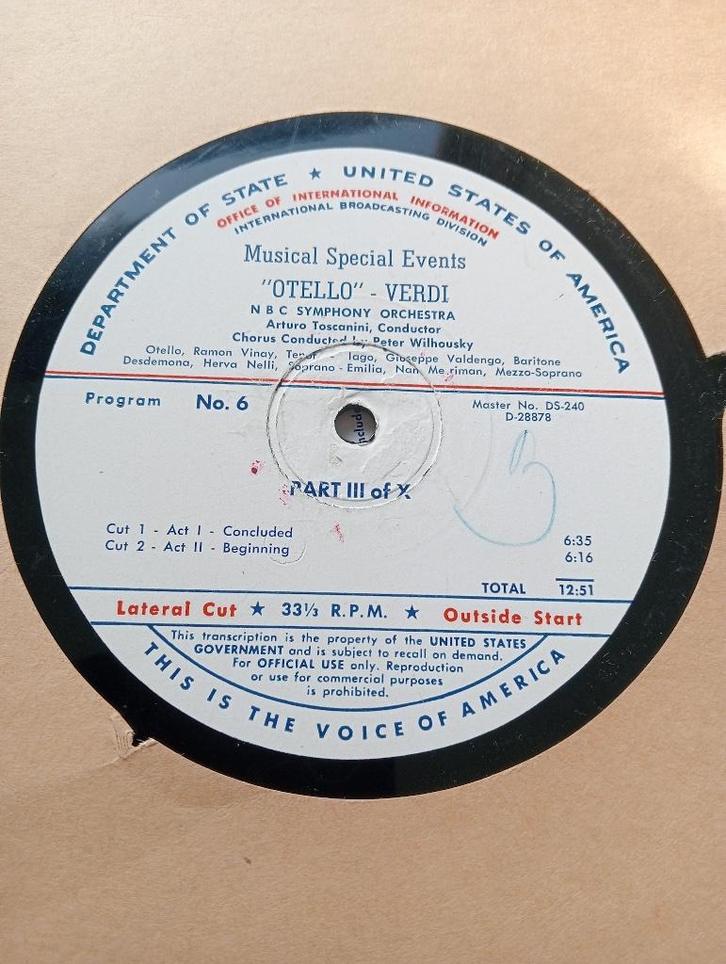 DEPARTMENT OF STATE ★ UNITED STATES OF AMERICA
OFFICE OF INTERNATIONAL INFORMATION
INTERNATIONAL BROADCASTING DIVISION
Musical Special Events
"OTELLO" - VERDI
NBC SYMPHONY ORCHESTRA
Arturo Toscanini, Conductor
Chorus Conducted by Peter Wilhousky
Otello, Ramon Vinay, Tenor Iago, Giuseppe Valdengo, Baritone
Desdemona, Herva Nelli, Soprano - Emilia, Nan Merriman, Mezzo-Soprano
Program No. 6
Master No. DS-240
D-28878
PART III of X
Cut 1 - Act I - Concluded 6:35
Cut 2 - Act II - Beginning 6:16
TOTAL 12:51
Lateral Cut ★ 33⅓ R.P.M. ★ Outside Start
This transcription is the property of the UNITED STATES
GOVERNMENT and is subject to recall on demand.
For OFFICIAL USE only. Reproduction
or use for commercial purposes
is prohibited.
THIS IS THE VOICE OF AMERICA